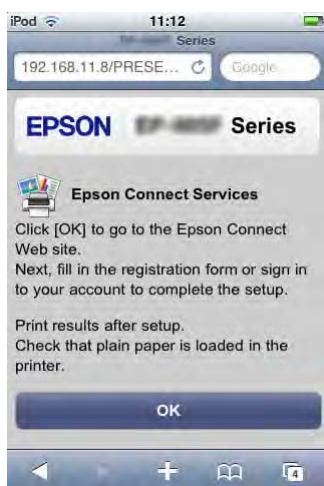 iPod 11:12
Series
192.168.11.8/PRESE... Google
EPSON Series
Epson Connect Services
Click [OK] to go to the Epson Connect
Web site.
Next, fill in the registration form or sign in
to your account to complete the setup.
Print results after setup.
Check that plain paper is loaded in the
printer.
OK
4